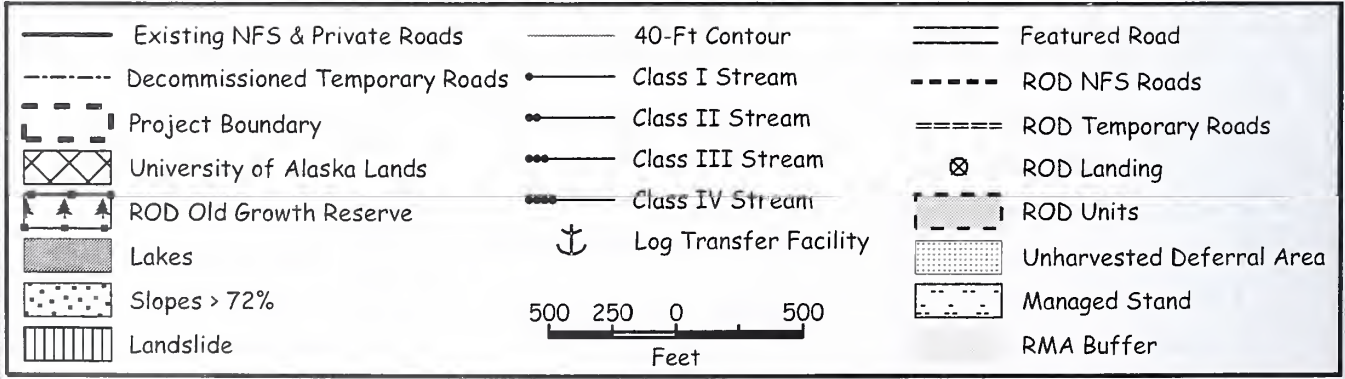 Existing NFS & Private Roads
Decommissioned Temporary Roads
Project Boundary
University of Alaska Lands
ROD Old Growth Reserve
Lakes
Slopes > 72%
Landslide
40-Ft Contour
Class I Stream
Class II Stream
Class III Stream
Class IV Stream
Log Transfer Facility
500 250 0 500
Feet
Featured Road
ROD NFS Roads
ROD Temporary Roads
ROD Landing
ROD Units
Unharvested Deferral Area
Managed Stand
RMA Buffer